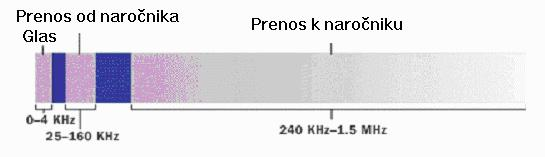 Prenos od naročnika
Glas
Prenos k naročniku
0–4 KHz
25–160 KHz
240 KHz–1.5 MHz